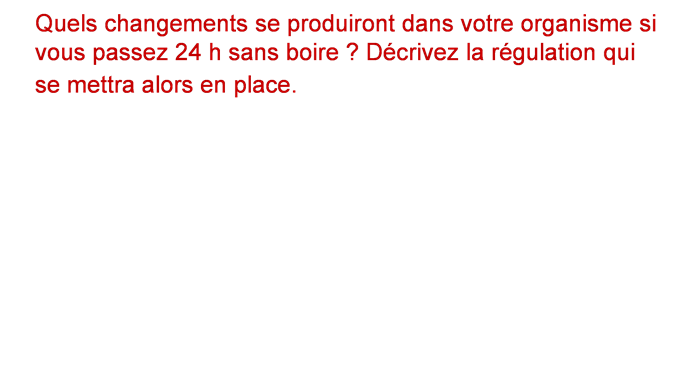 Quels changements se produiront dans votre organisme si
vous passez 24 h sans boire ? Décrivez la régulation qui
se mettra alors en place.